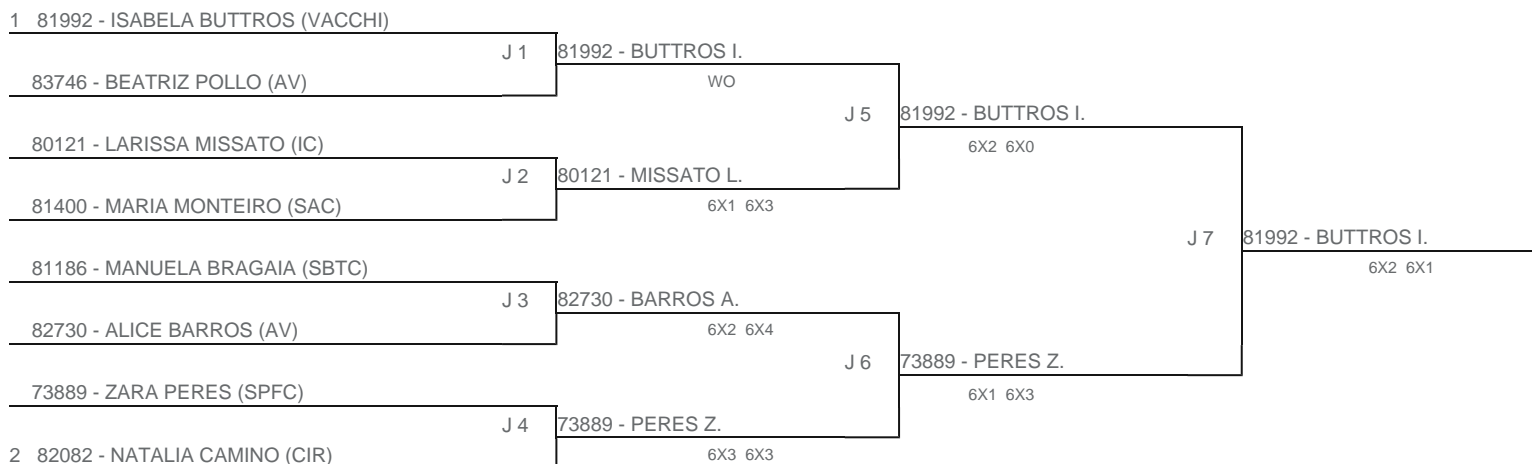 1 81992 - ISABELA BUTTROS (VACCHI)
J 1 81992 - BUTTROS I.
83746 - BEATRIZ POLLO (AV)
WO
J 5 81992 - BUTTROS I.
80121 - LARISSA MISSATO (IC)
6X2 6X0
J 2 80121 - MISSATO L.
81400 - MARIA MONTEIRO (SAC)
6X1 6X3
J 7 81992 - BUTTROS I.
81186 - MANUELA BRAGAIA (SBTC)
6X2 6X1
J 3 82730 - BARROS A.
82730 - ALICE BARROS (AV)
6X2 6X4
J 6 73889 - PERES Z.
73889 - ZARA PERES (SPFC)
6X1 6X3
J 4 73889 - PERES Z.
2 82082 - NATALIA CAMINO (CIR)
6X3 6X3